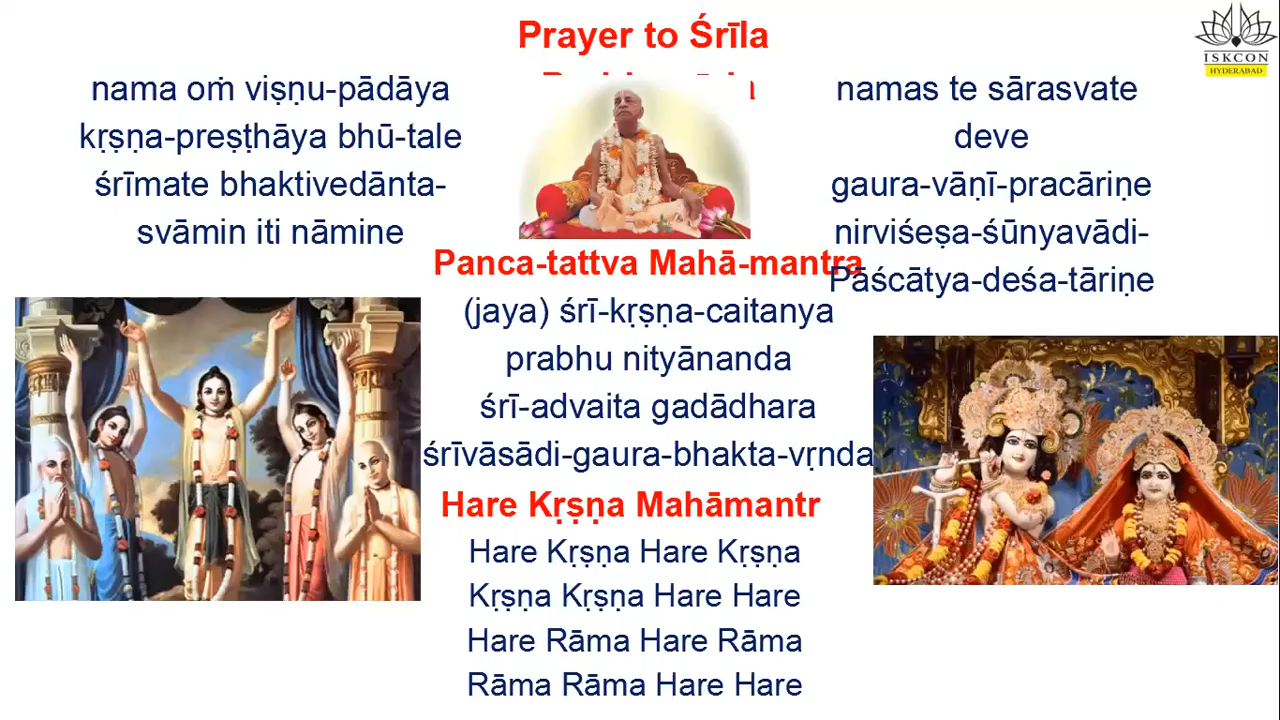 Prayer to Śrīla
nama oṁ viṣṇu-pādāya
kṛṣṇa-preṣṭhāya bhū-tale
śrīmate bhaktivedānta-
svāmin iti nāmine
namas te sārasvate
deve
gaura-vāṇī-pracāriṇe
nirviśeṣa-śūnyavādi-
Pāścātya-deśa-tāriṇe
Panca-tattva Mahā-mantra
(jaya) śrī-kṛṣṇa-caitanya
prabhu nityānanda
śrī-advaita gadādhara
śrīvāsādi-gaura-bhakta-vṛnda
Hare Kṛṣṇa Mahāmantr
Hare Kṛṣṇa Hare Kṛṣṇa
Kṛṣṇa Kṛṣṇa Hare Hare
Hare Rāma Hare Rāma
Rāma Rāma Hare Hare
ISKCON
HYDERABAD